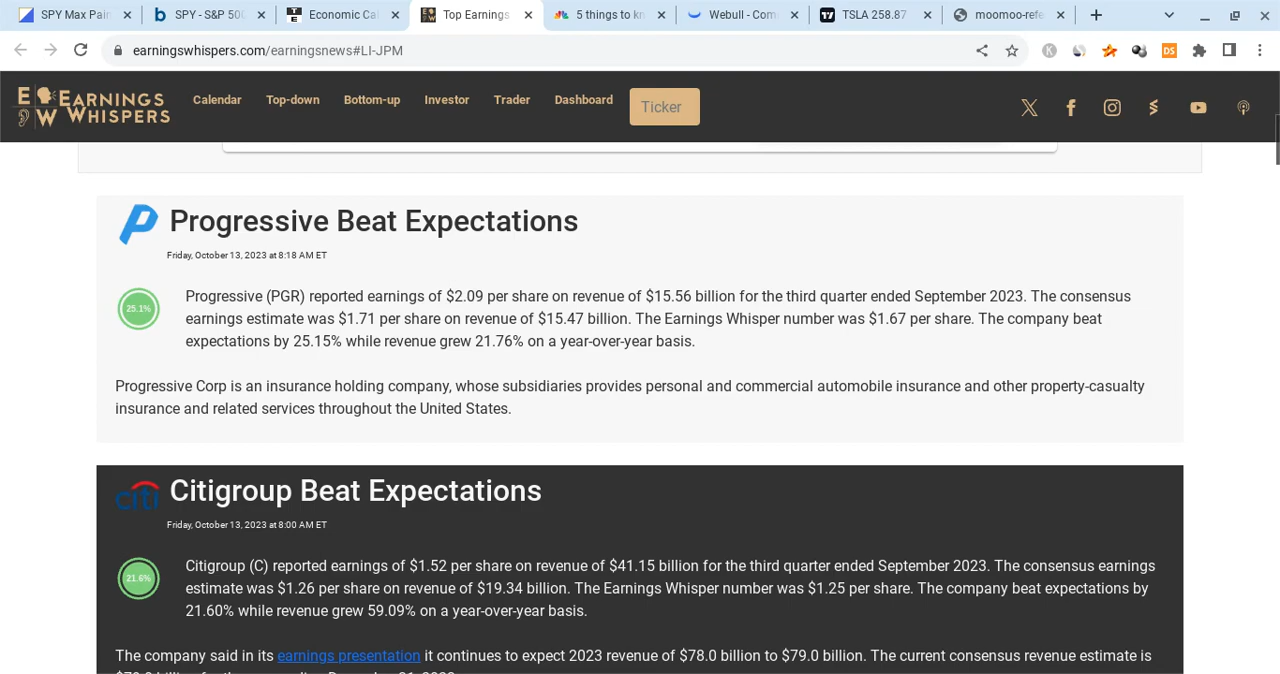 SPY Max Pain
SPY - S&P 500
Economic Cal
Top Earnings
5 things to kn
Webull - Com
TSLA 258.87
moomoo-refe
earningswhispers.com/earningsnews#LI-JPM
K
DS
E
W
EARNINGS
WHISPERS
Calendar
Top-down
Bottom-up
Investor
Trader
Dashboard
Ticker
Progressive Beat Expectations
Friday, October 13, 2023 at 8:18 AM ET
25.1%
Progressive (PGR) reported earnings of $2.09 per share on revenue of $15.56 billion for the third quarter ended September 2023. The consensus
earnings estimate was $1.71 per share on revenue of $15.47 billion. The Earnings Whisper number was $1.67 per share. The company beat
expectations by 25.15% while revenue grew 21.76% on a year-over-year basis.
Progressive Corp is an insurance holding company, whose subsidiaries provides personal and commercial automobile insurance and other property-casualty
insurance and related services throughout the United States.
citi
Citigroup Beat Expectations
Friday, October 13, 2023 at 8:00 AM ET
21.6%
Citigroup (C) reported earnings of $1.52 per share on revenue of $41.15 billion for the third quarter ended September 2023. The consensus earnings
estimate was $1.26 per share on revenue of $19.34 billion. The Earnings Whisper number was $1.25 per share. The company beat expectations by
21.60% while revenue grew 59.09% on a year-over-year basis.
The company said in its earnings presentation it continues to expect 2023 revenue of $78.0 billion to $79.0 billion. The current consensus revenue estimate is